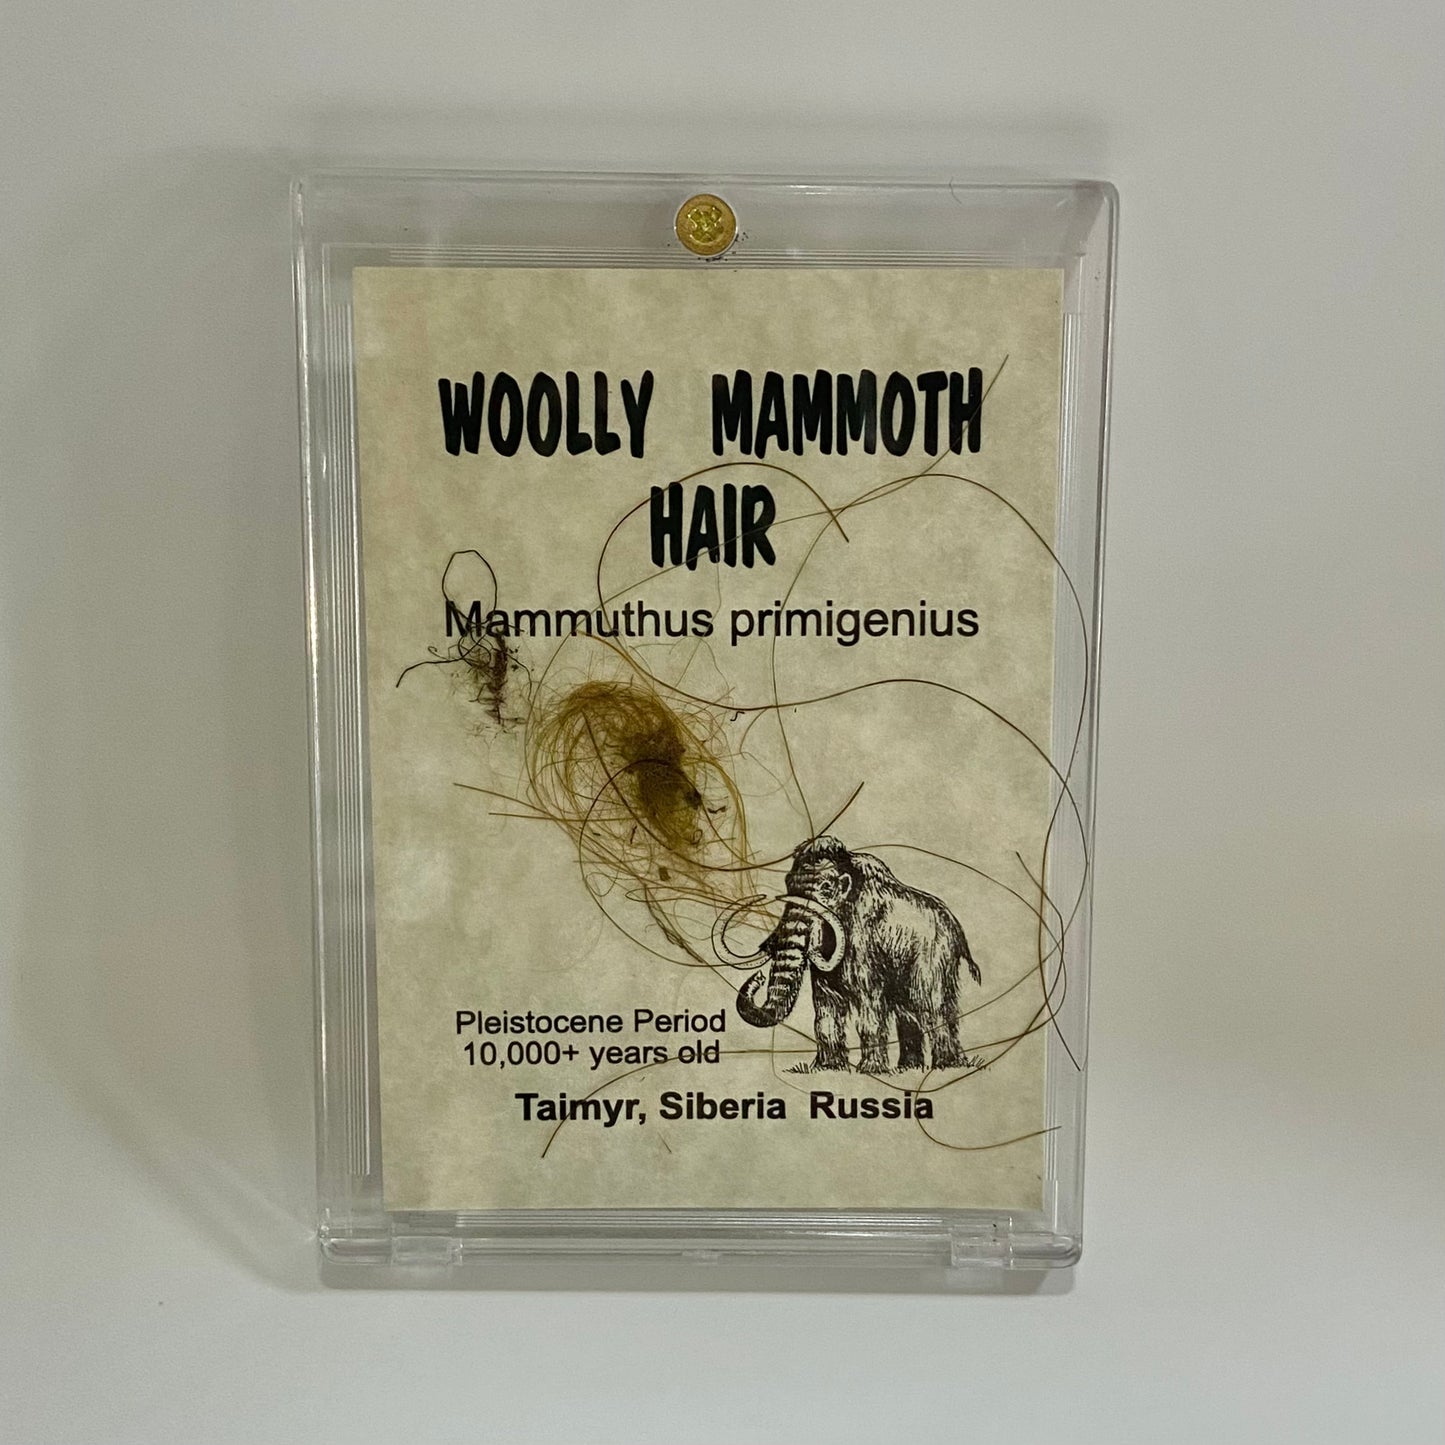 WOOLLY MAMMOTH
HAIR
Mammuthus primigenius
Pleistocene Period
10,000+ years old
Taimyr, Siberia Russia